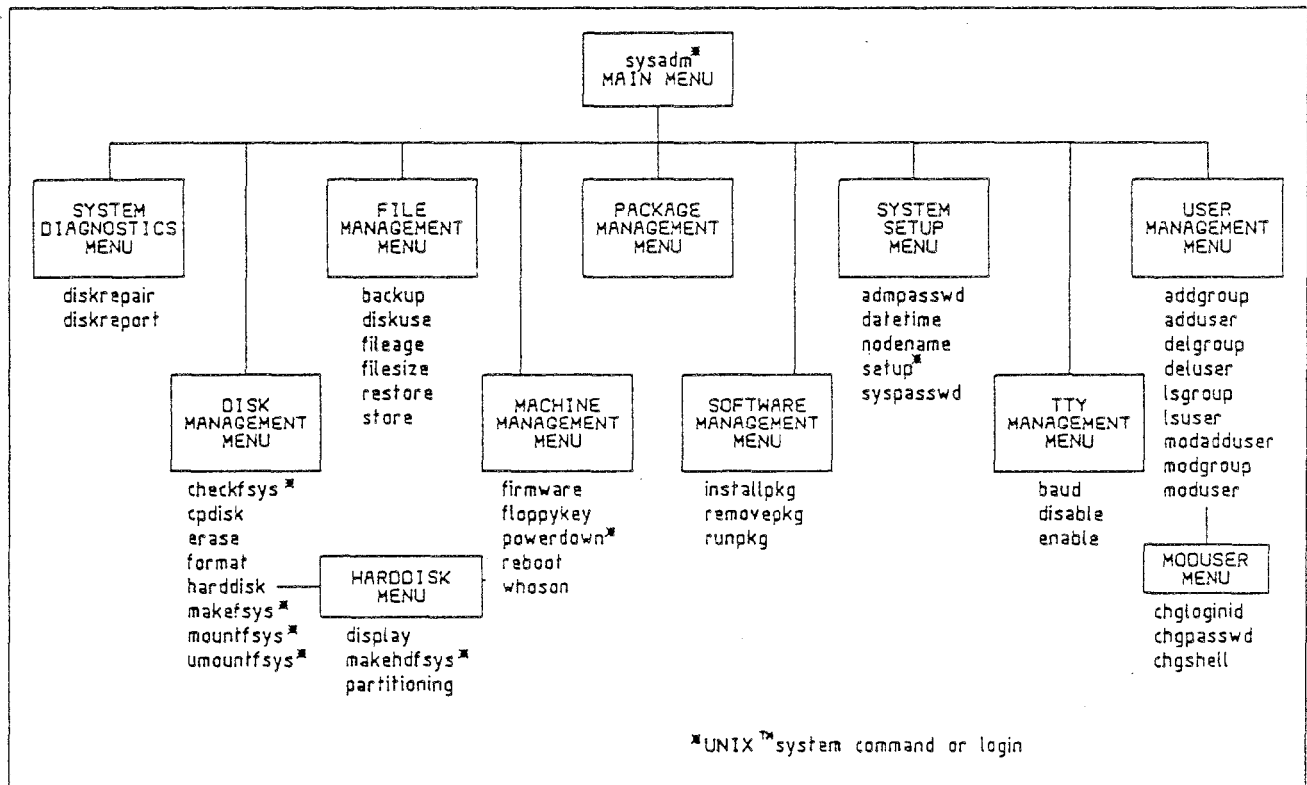 sysadm*
MAIN MENU
SYSTEM
DIAGNOSTICS
MENU
diskrepair
diskreport
FILE
MANAGEMENT
MENU
backup
diskuse
fileage
filesize
restore
store
PACKAGE
MANAGEMENT
MENU
SYSTEM
SETUP
MENU
admpasswd
datetime
nodename
setup*
syspasswd
USER
MANAGEMENT
MENU
addgroup
adduser
delgroup
deluser
lsgroup
lsuser
modadduser
modgroup
moduser
DISK
MANAGEMENT
MENU
checkfsys*
cpdisk
erase
format
harddisk
makefsys*
mountfsys*
umountfsys*
HARDDISK
MENU
display
makehdfsys*
partitioning
MACHINE
MANAGEMENT
MENU
firmware
floppykey
powerdown*
reboot
whoson
SOFTWARE
MANAGEMENT
MENU
installpkg
removepkg
runpkg
TTY
MANAGEMENT
MENU
baud
disable
enable
MODUSER
MENU
chgloginid
chgpasswd
chgshell
*UNIX™ system command or login